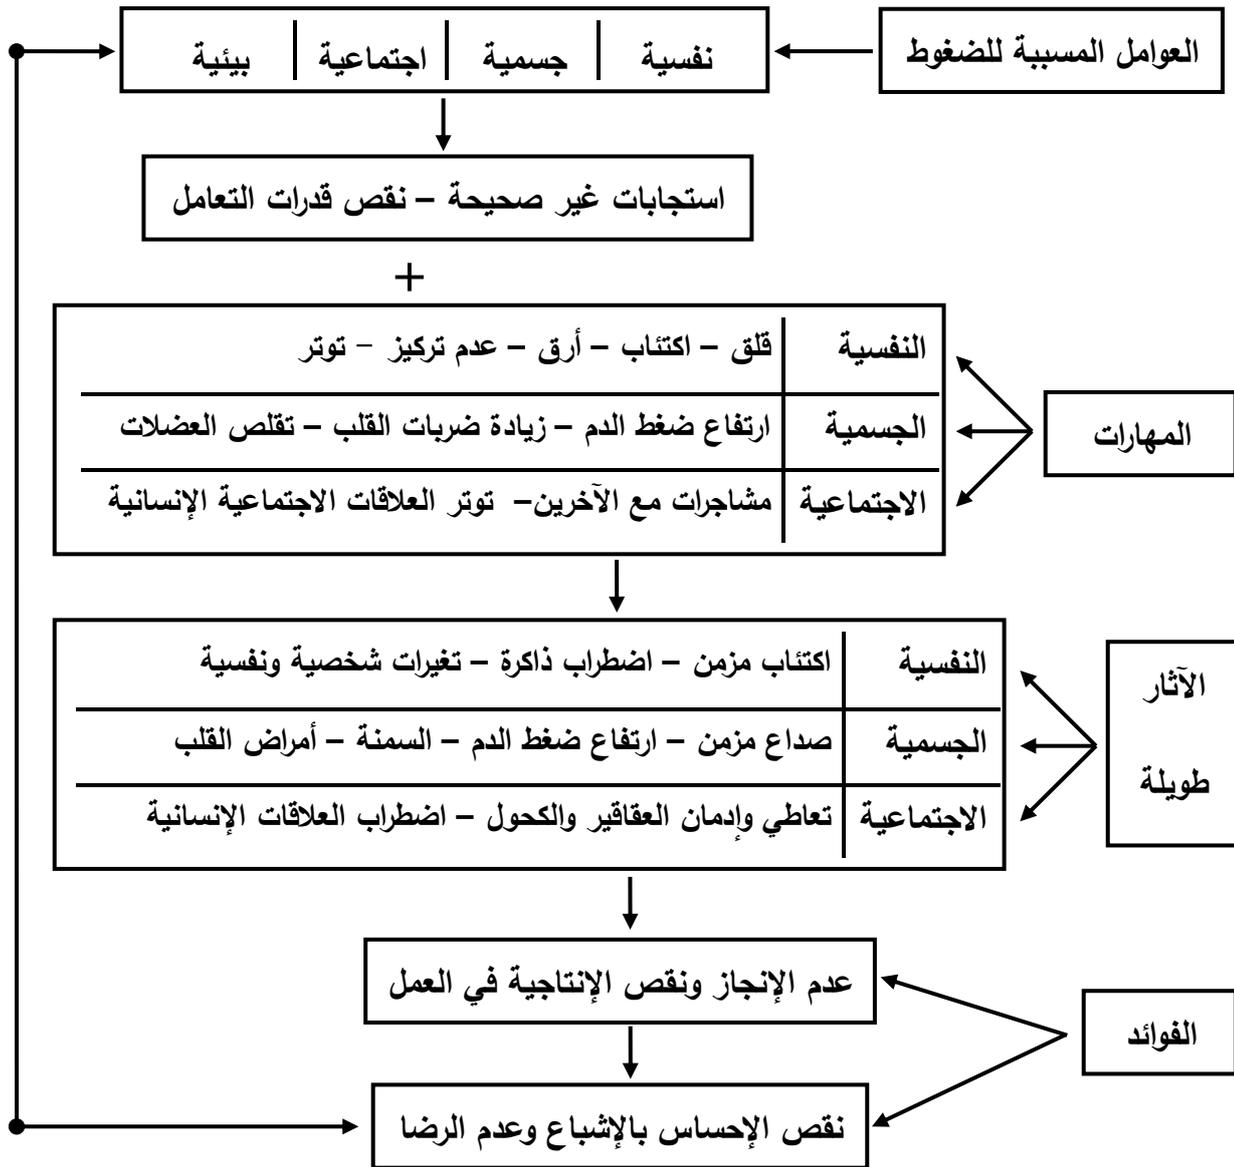 العوامل المسببة للضغوط
نفسية | جسمية | اجتماعية | بيئية
استجابات غير صحيحة – نقص قدرات التعامل
+
المهارات
النفسية | قلق – اكتئاب – أرق – عدم تركيز – توتر
الجسمية | ارتفاع ضغط الدم – زيادة ضربات القلب – تقلص العضلات
الاجتماعية | مشاجرات مع الآخرين– توتر العلاقات الاجتماعية الإنسانية
الآثار
طويلة
النفسية | اكتئاب مزمن – اضطراب ذاكرة – تغيرات شخصية ونفسية
الجسمية | صداع مزمن – ارتفاع ضغط الدم – السمنة – أمراض القلب
الاجتماعية | تعاطي وإدمان العقاقير والكحول – اضطراب العلاقات الإنسانية
عدم الإنجاز ونقص الإنتاجية في العمل
الفوائد
نقص الإحساس بالإشباع وعدم الرضا